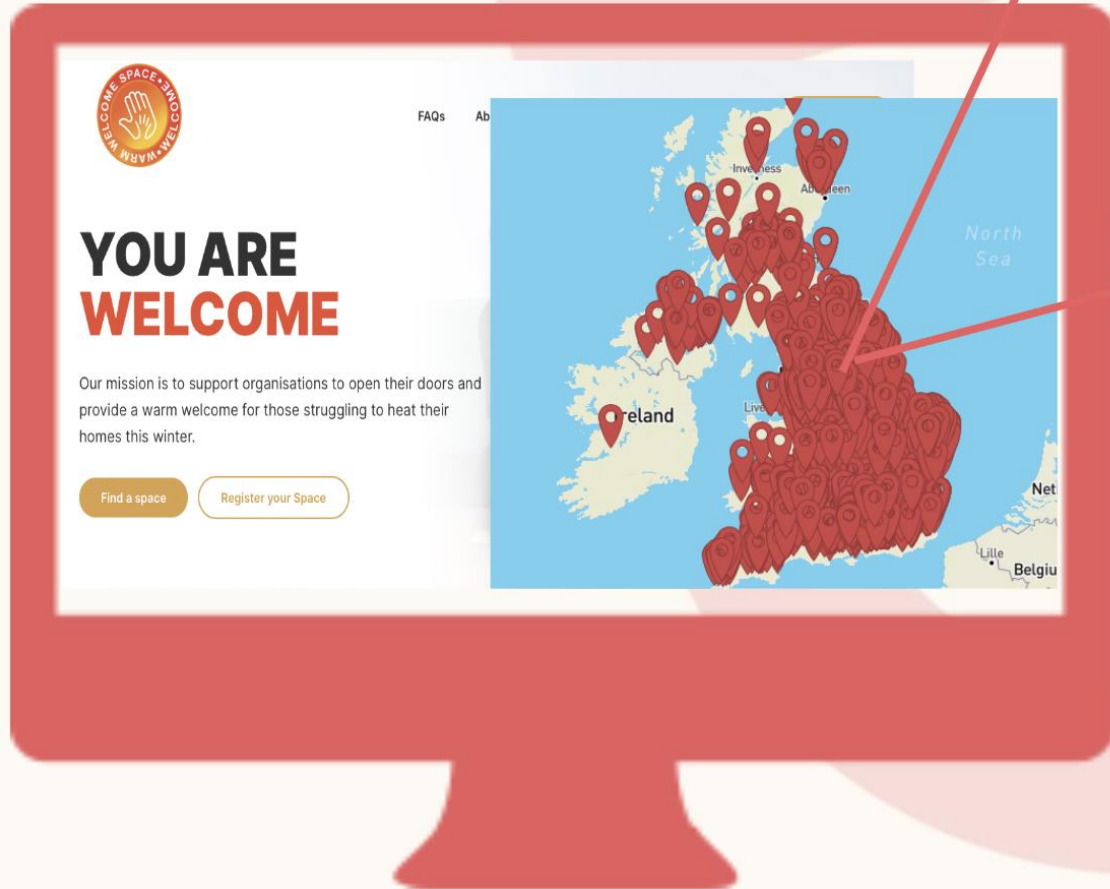 WARM WELCOME SPACE • WELCOME •
FAQs Ab
YOU ARE
WELCOME
Our mission is to support organisations to open their doors and
provide a warm welcome for those struggling to heat their
homes this winter.
Find a space
Register your Space
Inverness
Aberdeen
North
Sea
reland
Live
Net
Lille
Belgiu